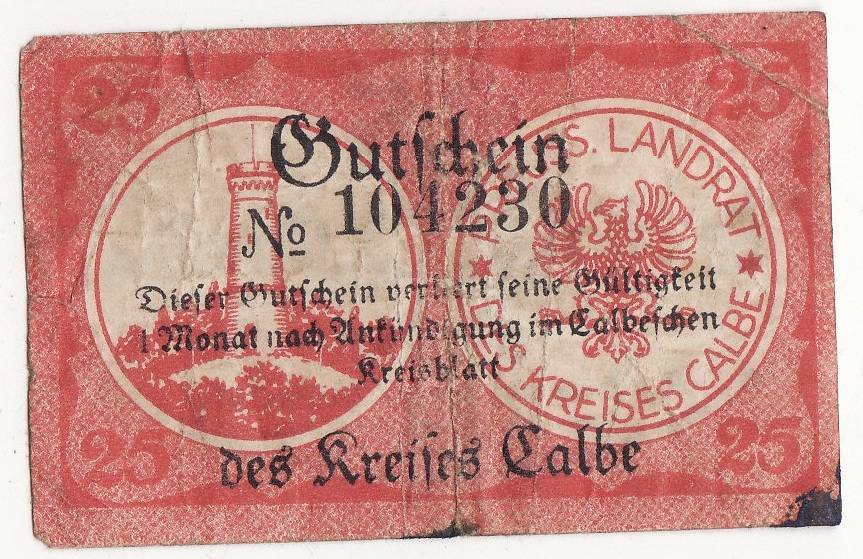 25 25
Gutschein
No 104230
Dieser Gutschein verliert seine Gültigkeit
1 Monat nach Ankündigung im Calbeschen
Kreisblatt
des Kreises Calbe
25 25
LANDRAT
DES KREISES CALBE